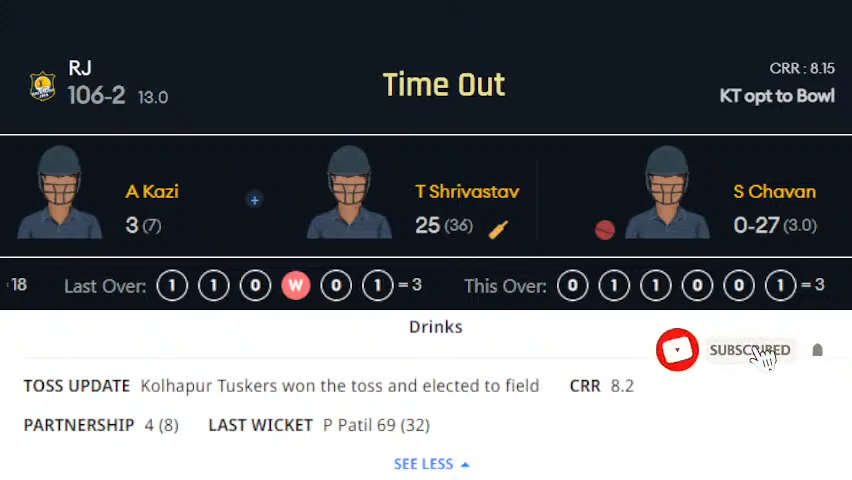 RJ
106-2 13.0
Time Out
CRR : 8.15
KT opt to Bowl
A Kazi
3 (7)
T Shrivastav
25 (36)
S Chavan
0-27 (3.0)
18 Last Over: 1 1 0 W 0 1 = 3 This Over: 0 1 1 0 0 1 = 3
Drinks
SUBSCRIBED
TOSS UPDATE Kolhapur Tuskers won the toss and elected to field CRR 8.2
PARTNERSHIP 4 (8) LAST WICKET P Patil 69 (32)
SEE LESS